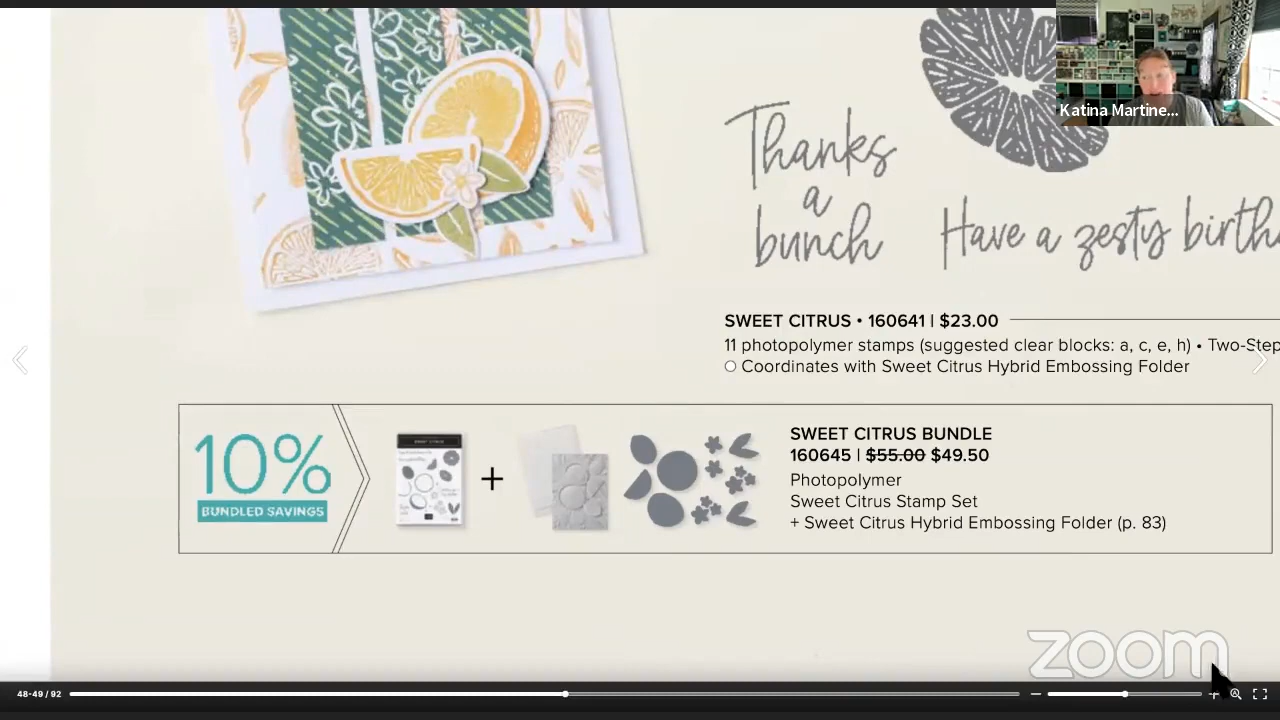 Katina Martine...
Thanks
a
bunch
Have a zesty birth
SWEET CITRUS • 160641 | $23.00
11 photopolymer stamps (suggested clear blocks: a, c, e, h) • Two-Step
Coordinates with Sweet Citrus Hybrid Embossing Folder
10%
BUNDLED SAVINGS
+
SWEET CITRUS BUNDLE
160645 | $55.00 $49.50
Photopolymer
Sweet Citrus Stamp Set
+ Sweet Citrus Hybrid Embossing Folder (p. 83)
zoom
48-49 / 92